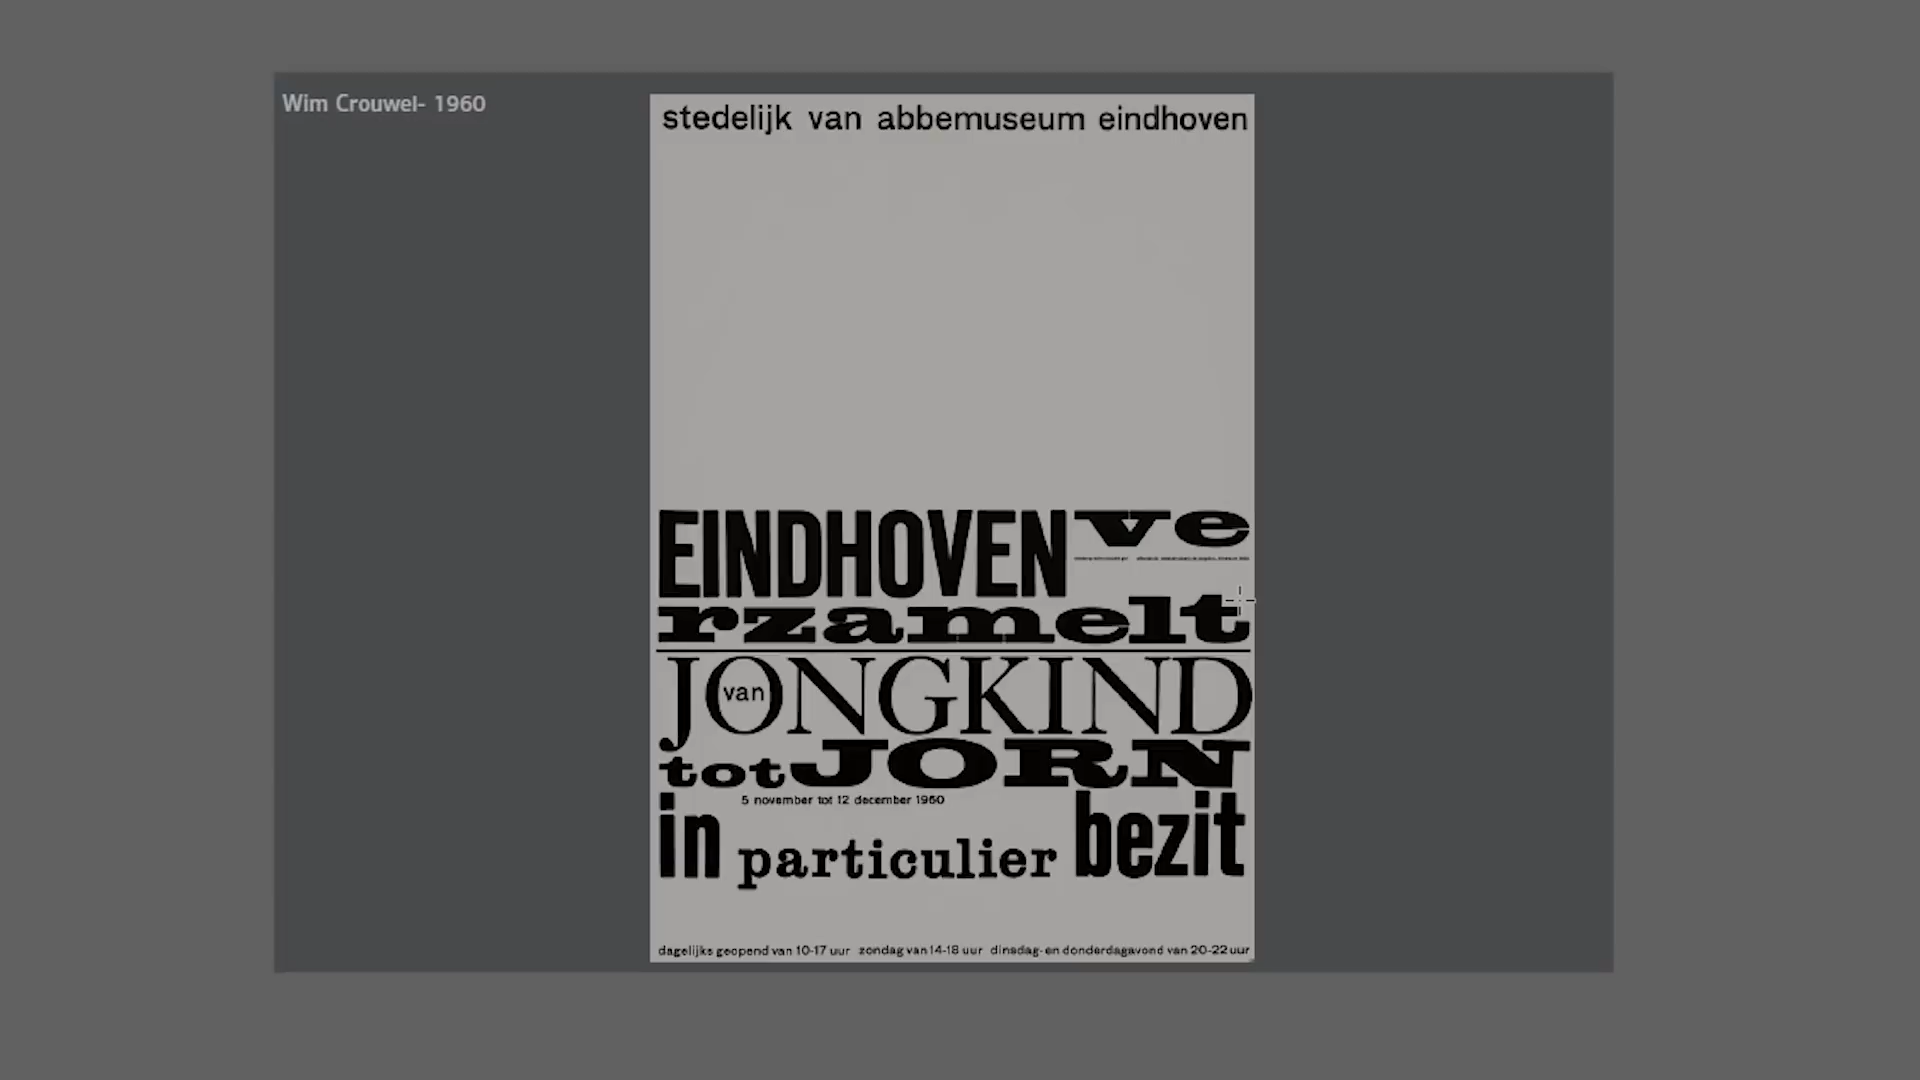 Wim Crouwel- 1960
stedelijk van abbemuseum eindhoven
EINDHOVEN ve
rzamelt
JONGKIND
van
tot JORN
5 november tot 12 december 1960
in particulier bezit
dagelijks geopend van 10-17 uur zondag van 14-18 uur dinsdag- en donderdagavond van 20-22 uur